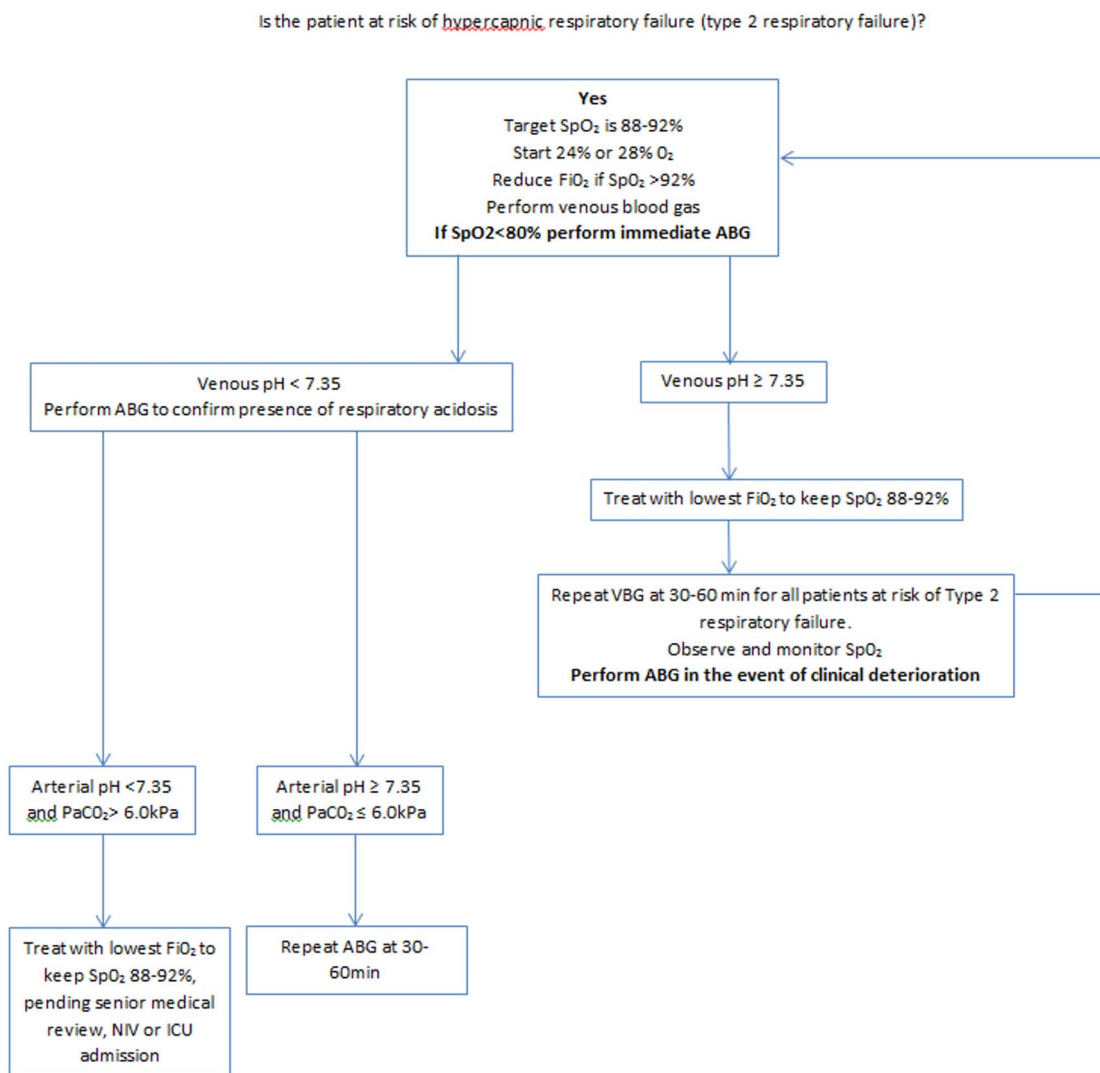 Is the patient at risk of hypercapnic respiratory failure (type 2 respiratory failure)?
Yes
Target SpO₂ is 88-92%
Start 24% or 28% O₂
Reduce FiO₂ if SpO₂ >92%
Perform venous blood gas
If SpO2<80% perform immediate ABG
Venous pH < 7.35
Perform ABG to confirm presence of respiratory acidosis
Venous pH ≥ 7.35
Treat with lowest FiO₂ to keep SpO₂ 88-92%
Repeat VBG at 30-60 min for all patients at risk of Type 2
respiratory failure.
Observe and monitor SpO₂
Perform ABG in the event of clinical deterioration
Arterial pH <7.35
and PaCO₂> 6.0kPa
Arterial pH ≥ 7.35
and PaCO₂ ≤ 6.0kPa
Treat with lowest FiO₂ to
keep SpO₂ 88-92%,
pending senior medical
review, NIV or ICU
admission
Repeat ABG at 30-
60min